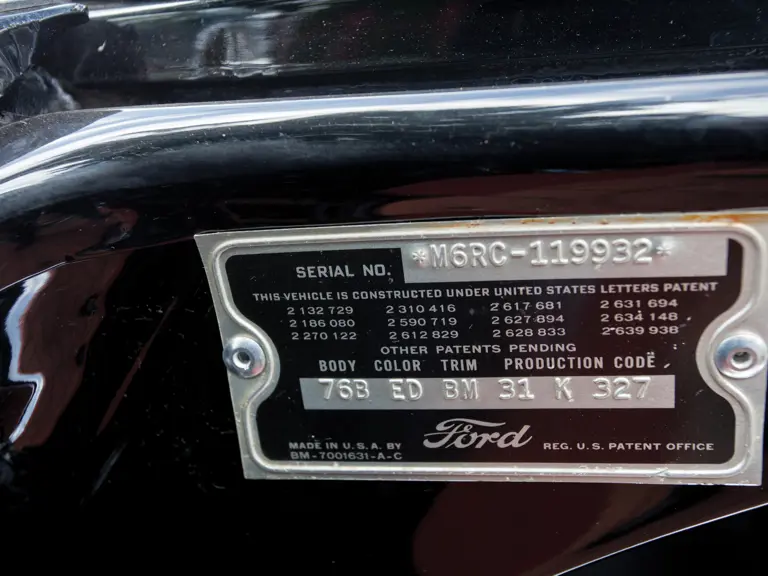 SERIAL NO. *M6RC-119932*
THIS VEHICLE IS CONSTRUCTED UNDER UNITED STATES LETTERS PATENT
2 132 729 2 310 416 2 617 681 2 631 694
2 186 080 2 590 719 2 627 894 2 634 148
2 270 122 2 612 829 2 628 833 2 639 938
OTHER PATENTS PENDING
BODY COLOR TRIM PRODUCTION CODE
76B ED BM 31 K 327
MADE IN U.S.A. BY Ford REG. U.S. PATENT OFFICE
BM-7001631-A-C